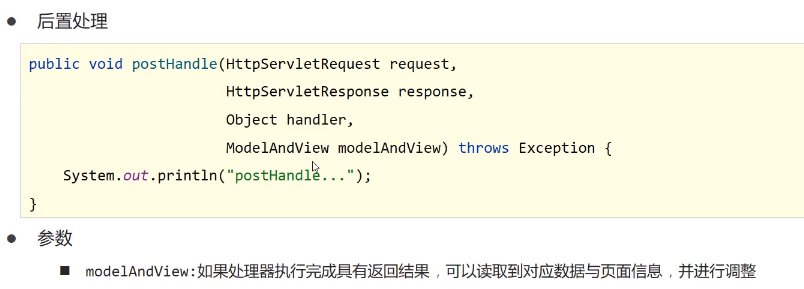 ● 后置处理
public void postHandle(HttpServletRequest request,
HttpServletResponse response,
Object handler,
ModelAndView modelAndView) throws Exception {
System.out.println("postHandle...");
}
● 参数
■ modelAndView:如果处理器执行完成具有返回结果，可以读取到对应数据与页面信息，并进行调整